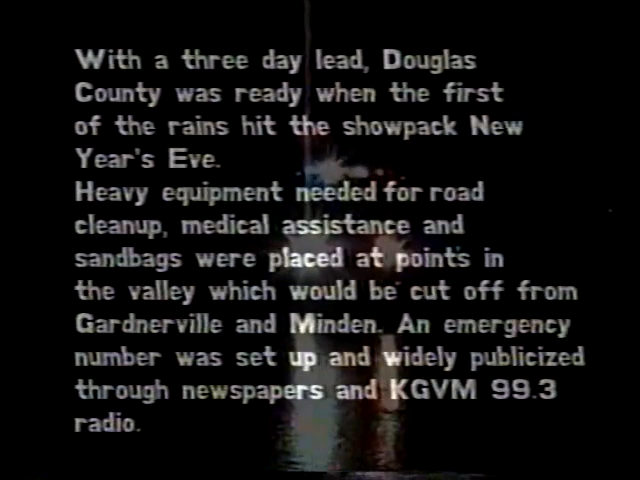 With a three day lead, Douglas
County was ready when the first
of the rains hit the showpack New
Year's Eve.
Heavy equipment needed for road
cleanup, medical assistance and
sandbags were placed at points in
the valley which would be cut off from
Gardnerville and Minden. An emergency
number was set up and widely publicized
through newspapers and KGVM 99.3
radio.